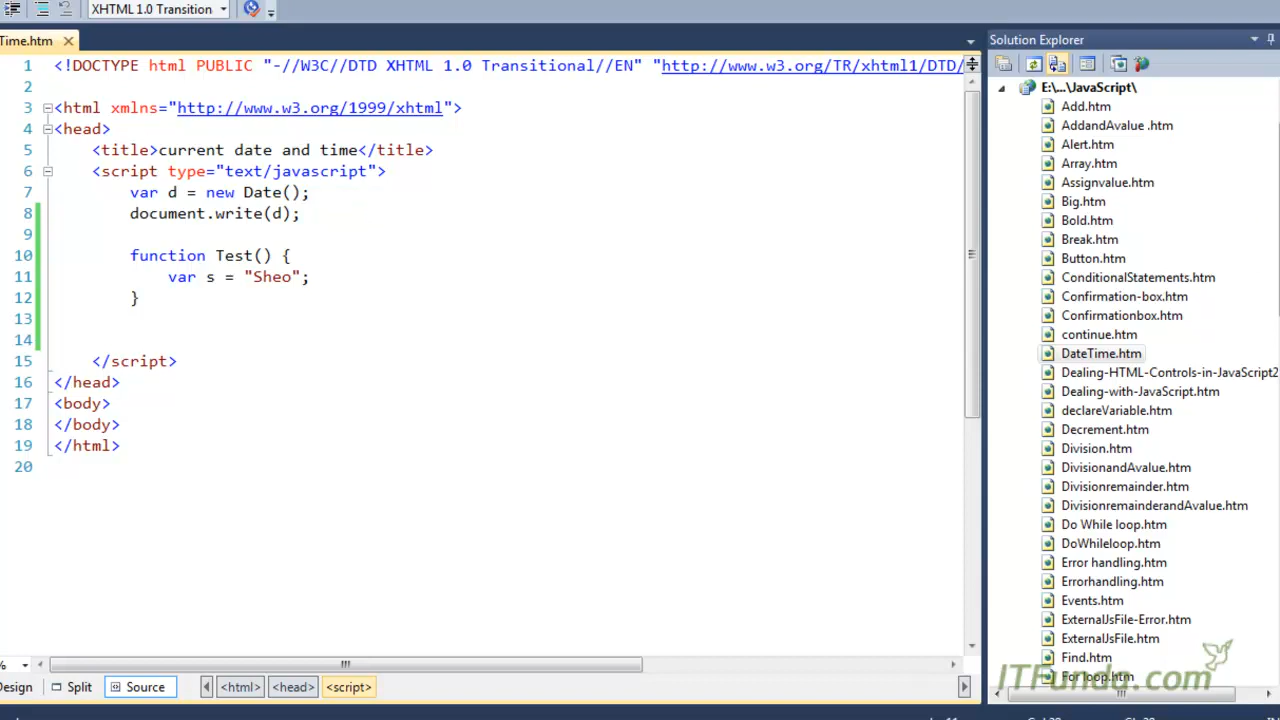 XHTML 1.0 Transition
Time.htm
1 <!DOCTYPE html PUBLIC "-//W3C//DTD XHTML 1.0 Transitional//EN" "http://www.w3.org/TR/xhtml1/DTD/
2
3 <html xmlns="http://www.w3.org/1999/xhtml">
4 <head>
5 <title>current date and time</title>
6 <script type="text/javascript">
7 var d = new Date();
8 document.write(d);
9
10 function Test() {
11 var s = "Sheo";
12 }
13
14
15 </script>
16 </head>
17 <body>
18 </body>
19 </html>
20
%
Design Split Source <html> <head> <script>
Solution Explorer
E:\...\JavaScript\
Add.htm
AddandAvalue .htm
Alert.htm
Array.htm
Assignvalue.htm
Big.htm
Bold.htm
Break.htm
Button.htm
ConditionalStatements.htm
Confirmation-box.htm
Confirmationbox.htm
continue.htm
DateTime.htm
Dealing-HTML-Controls-in-JavaScript2
Dealing-with-JavaScript.htm
declareVariable.htm
Decrement.htm
Division.htm
DivisionandAvalue.htm
Divisionremainder.htm
DivisionremainderandAvalue.htm
Do While loop.htm
DoWhileloop.htm
Error handling.htm
Errorhandling.htm
Events.htm
ExternalJsFile-Error.htm
ExternalJsFile.htm
Find.htm
For loop.htm
ITFunda.com